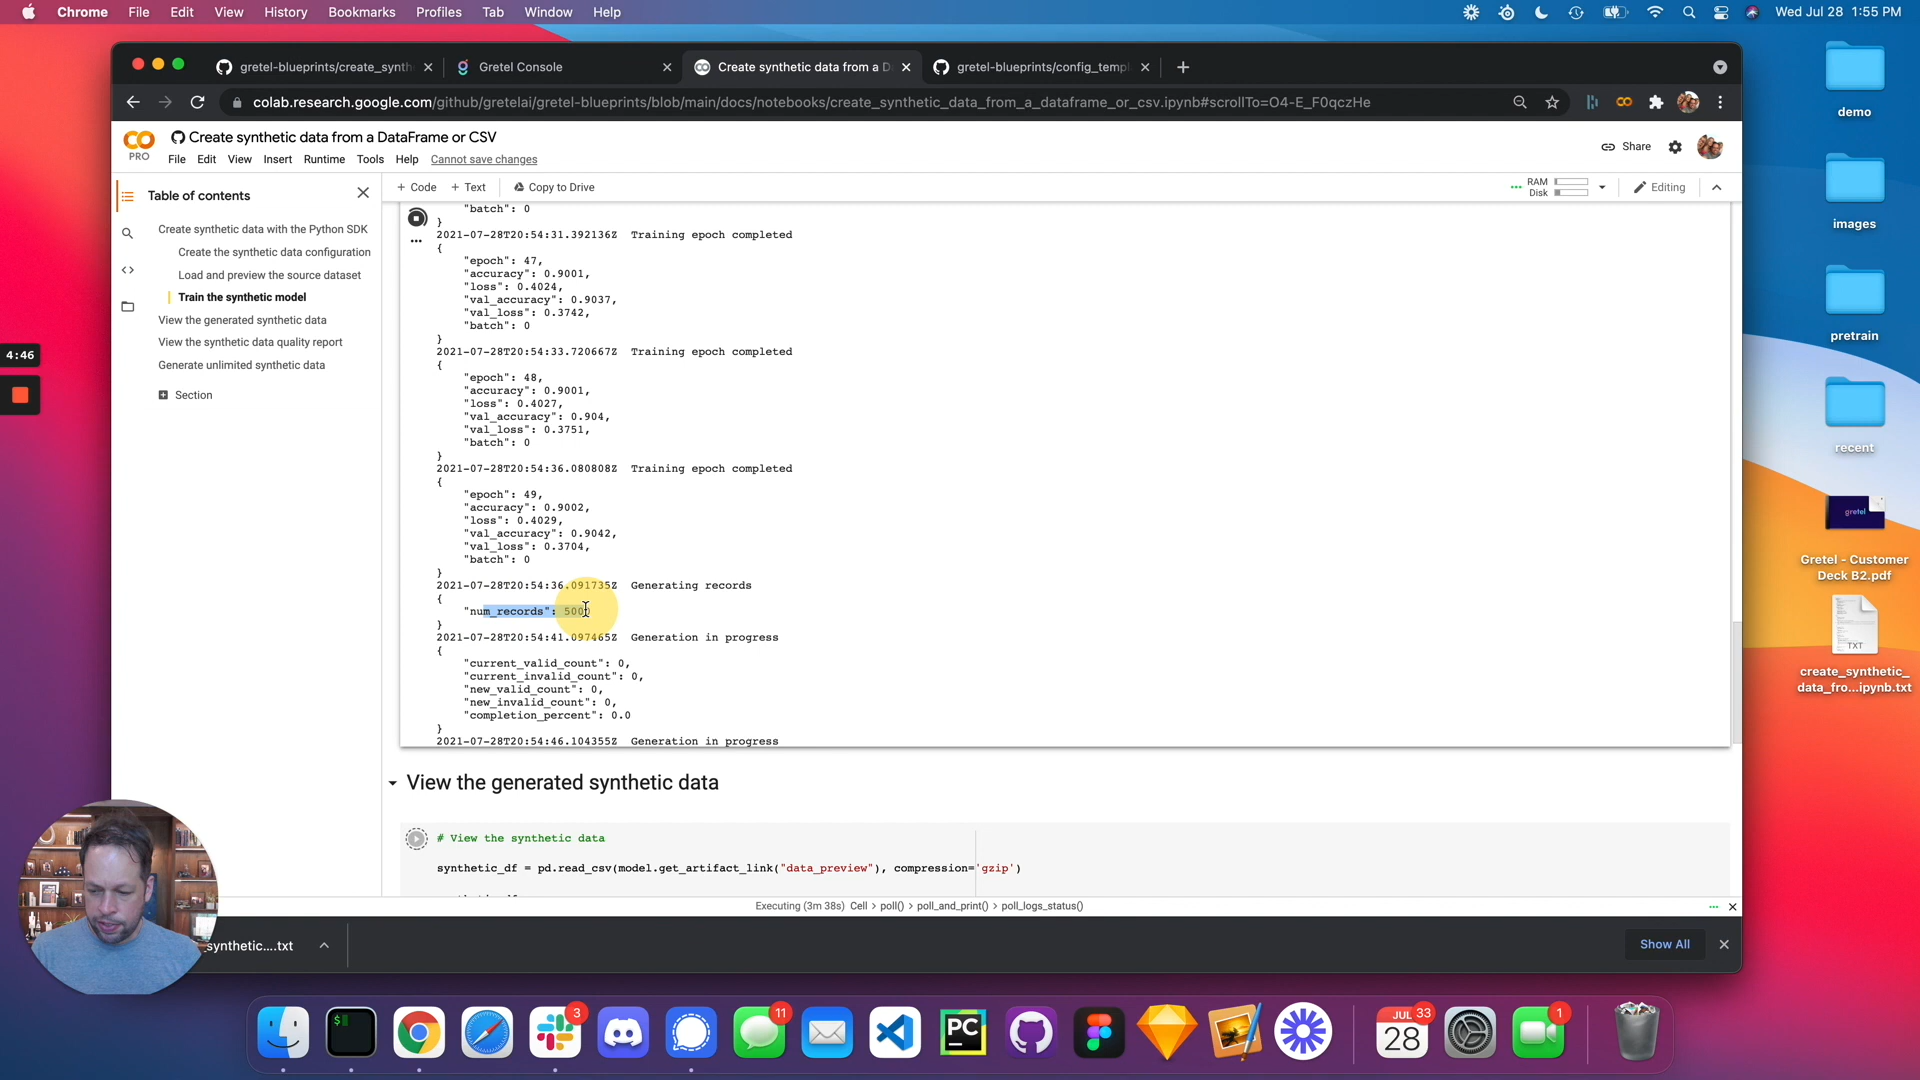 Chrome File Edit View History Bookmarks Profiles Tab Window Help Wed Jul 28 1:55 PM
gretel-blueprints/create_synth Gretel Console Create synthetic data from a D gretel-blueprints/config_templ
colab.research.google.com/github/gretelai/gretel-blueprints/blob/main/docs/notebooks/create_synthetic_data_from_a_dataframe_or_csv.ipynb#scrollTo=O4-E_F0qczHe
PRO
Create synthetic data from a DataFrame or CSV
File Edit View Insert Runtime Tools Help Cannot save changes
Share
+ Code + Text Copy to Drive
RAM
Disk
Editing
Table of contents
Create synthetic data with the Python SDK
Create the synthetic data configuration
Load and preview the source dataset
Train the synthetic model
View the generated synthetic data
View the synthetic data quality report
Generate unlimited synthetic data
Section
4:46
"batch": 0
}
2021-07-28T20:54:31.392136Z Training epoch completed
{
"epoch": 47,
"accuracy": 0.9001,
"loss": 0.4024,
"val_accuracy": 0.9037,
"val_loss": 0.3742,
"batch": 0
}
2021-07-28T20:54:33.720667Z Training epoch completed
{
"epoch": 48,
"accuracy": 0.9001,
"loss": 0.4027,
"val_accuracy": 0.904,
"val_loss": 0.3751,
"batch": 0
}
2021-07-28T20:54:36.080808Z Training epoch completed
{
"epoch": 49,
"accuracy": 0.9002,
"loss": 0.4029,
"val_accuracy": 0.9042,
"val_loss": 0.3704,
"batch": 0
}
2021-07-28T20:54:36.091735Z Generating records
{
"num_records": 5000
}
2021-07-28T20:54:41.097465Z Generation in progress
{
"current_valid_count": 0,
"current_invalid_count": 0,
"new_valid_count": 0,
"new_invalid_count": 0,
"completion_percent": 0.0
}
2021-07-28T20:54:46.104355Z Generation in progress
View the generated synthetic data
# View the synthetic data
synthetic_df = pd.read_csv(model.get_artifact_link("data_preview"), compression='gzip')
Executing (3m 38s) Cell > poll() > poll_and_print() > poll_logs_status()
_synthetic....txt
Show All
demo
images
pretrain
recent
gretel
Gretel - Customer
Deck B2.pdf
TXT
create_synthetic_
data_fro...ipynb.txt
$
3
11
PC
JUL
33
28
1